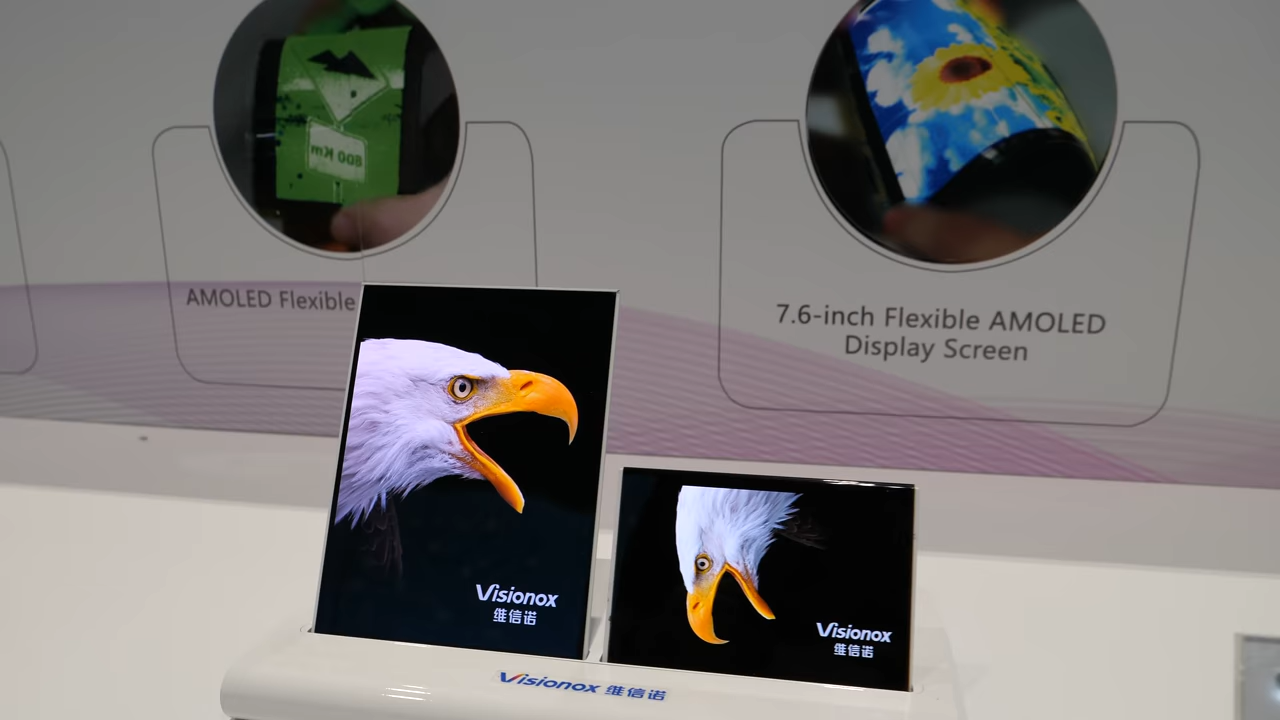 800 Km
AMOLED Flexible
7.6-inch Flexible AMOLED
Display Screen
Visionox
维信诺
Visionox
维信诺
Visionox 维信诺